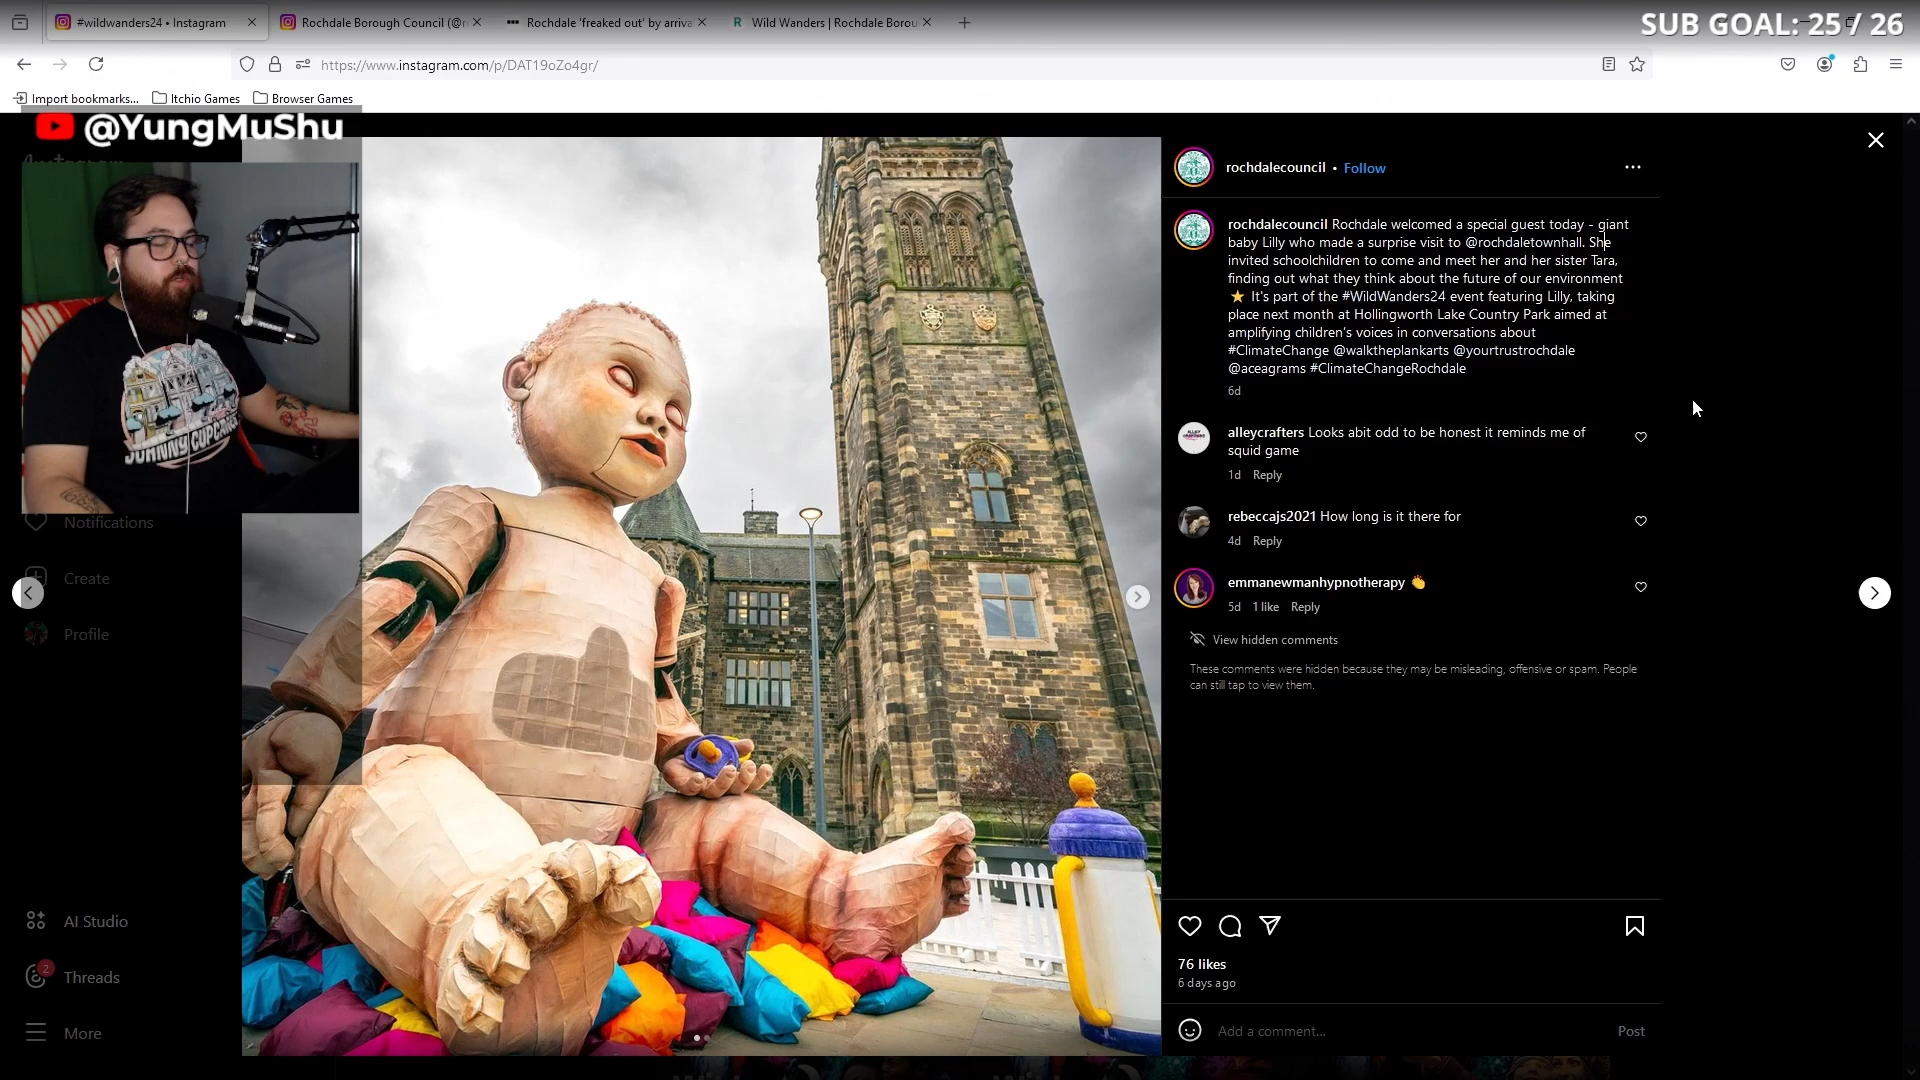 #wildwanders24 • Instagram
Rochdale Borough Council (@r
Rochdale 'freaked out' by arriva
Wild Wanders | Rochdale Borou
SUB GOAL: 25 / 26
https://www.instagram.com/p/DAT19oZo4gr/
Import bookmarks...
Itchio Games
Browser Games
@YungMuShu
JOHNNY CUPCAKES
Notifications
Create
Profile
AI Studio
2
Threads
More
rochdalecouncil • Follow
rochdalecouncil Rochdale welcomed a special guest today - giant
baby Lilly who made a surprise visit to @rochdaletownhall. She
invited schoolchildren to come and meet her and her sister Tara,
finding out what they think about the future of our environment
⭐ It's part of the #WildWanders24 event featuring Lilly, taking
place next month at Hollingworth Lake Country Park aimed at
amplifying children's voices in conversations about
#ClimateChange @walktheplankarts @yourtrustrochdale
@aceagrams #ClimateChangeRochdale
6d
alleycrafters Looks abit odd to be honest it reminds me of
squid game
1d Reply
rebeccajs2021 How long is it there for
4d Reply
emmanewmanhypnotherapy 👏
5d 1 like Reply
View hidden comments
These comments were hidden because they may be misleading, offensive or spam. People
can still tap to view them.
76 likes
6 days ago
Add a comment...
Post